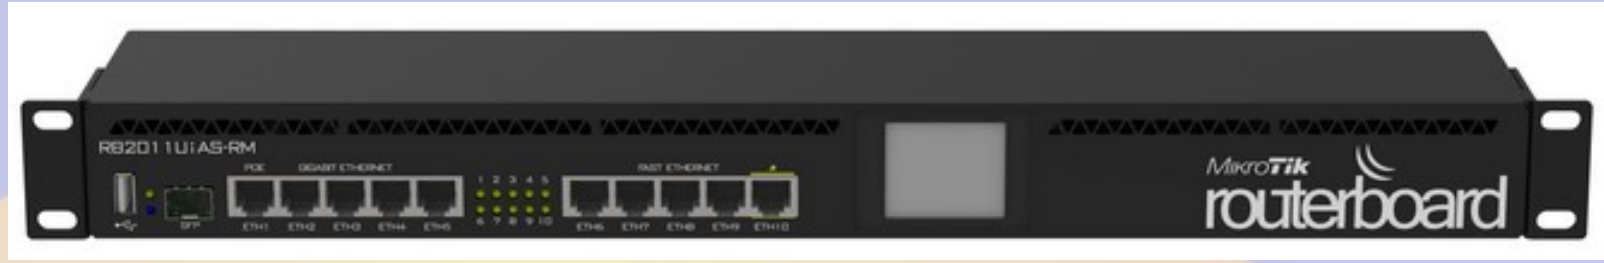 RB2011UiAS-RM
POE GIGABIT ETHERNET
FAST ETHERNET
1 2 3 4 5
6 7 8 9 10
SFP
ETH1 ETH2 ETH3 ETH4 ETH5
ETH6 ETH7 ETH8 ETH9 ETH10
MikroTik
routerboard